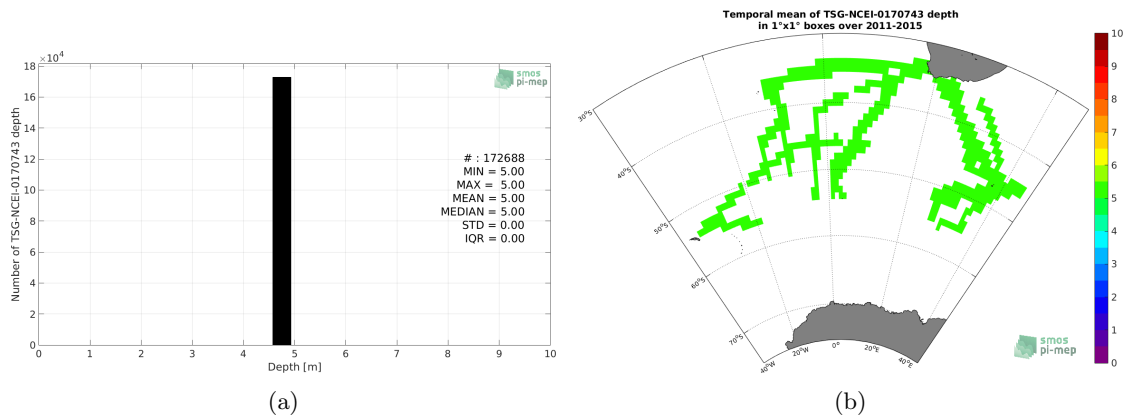 ×10⁴
18
16
14
12
10
8
6
4
2
0
Number of TSG-NCEI-0170743 depth
smos
pi-mep
# : 172688
MIN = 5.00
MAX = 5.00
MEAN = 5.00
MEDIAN = 5.00
STD = 0.00
IQR = 0.00
0 1 2 3 4 5 6 7 8 9 10
Depth [m]
(a)
Temporal mean of TSG-NCEI-0170743 depth
in 1°x1° boxes over 2011-2015
30°S
40°S
50°S
60°S
70°S
40°W
20°W
0°
20°E
40°E
10
9
8
7
6
5
4
3
2
1
0
smos
pi-mep
(b)